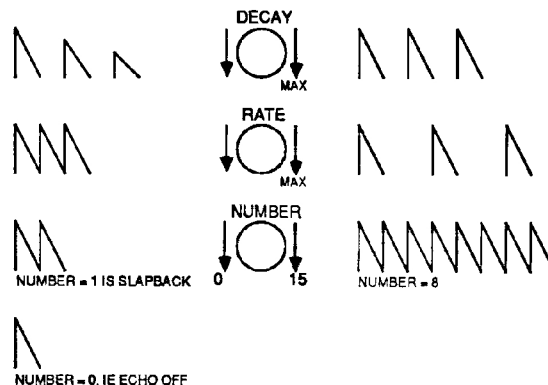 DECAY
MAX
RATE
MAX
NUMBER
NUMBER = 1 IS SLAPBACK
0
15
NUMBER = 8
NUMBER = 0, IE ECHO OFF